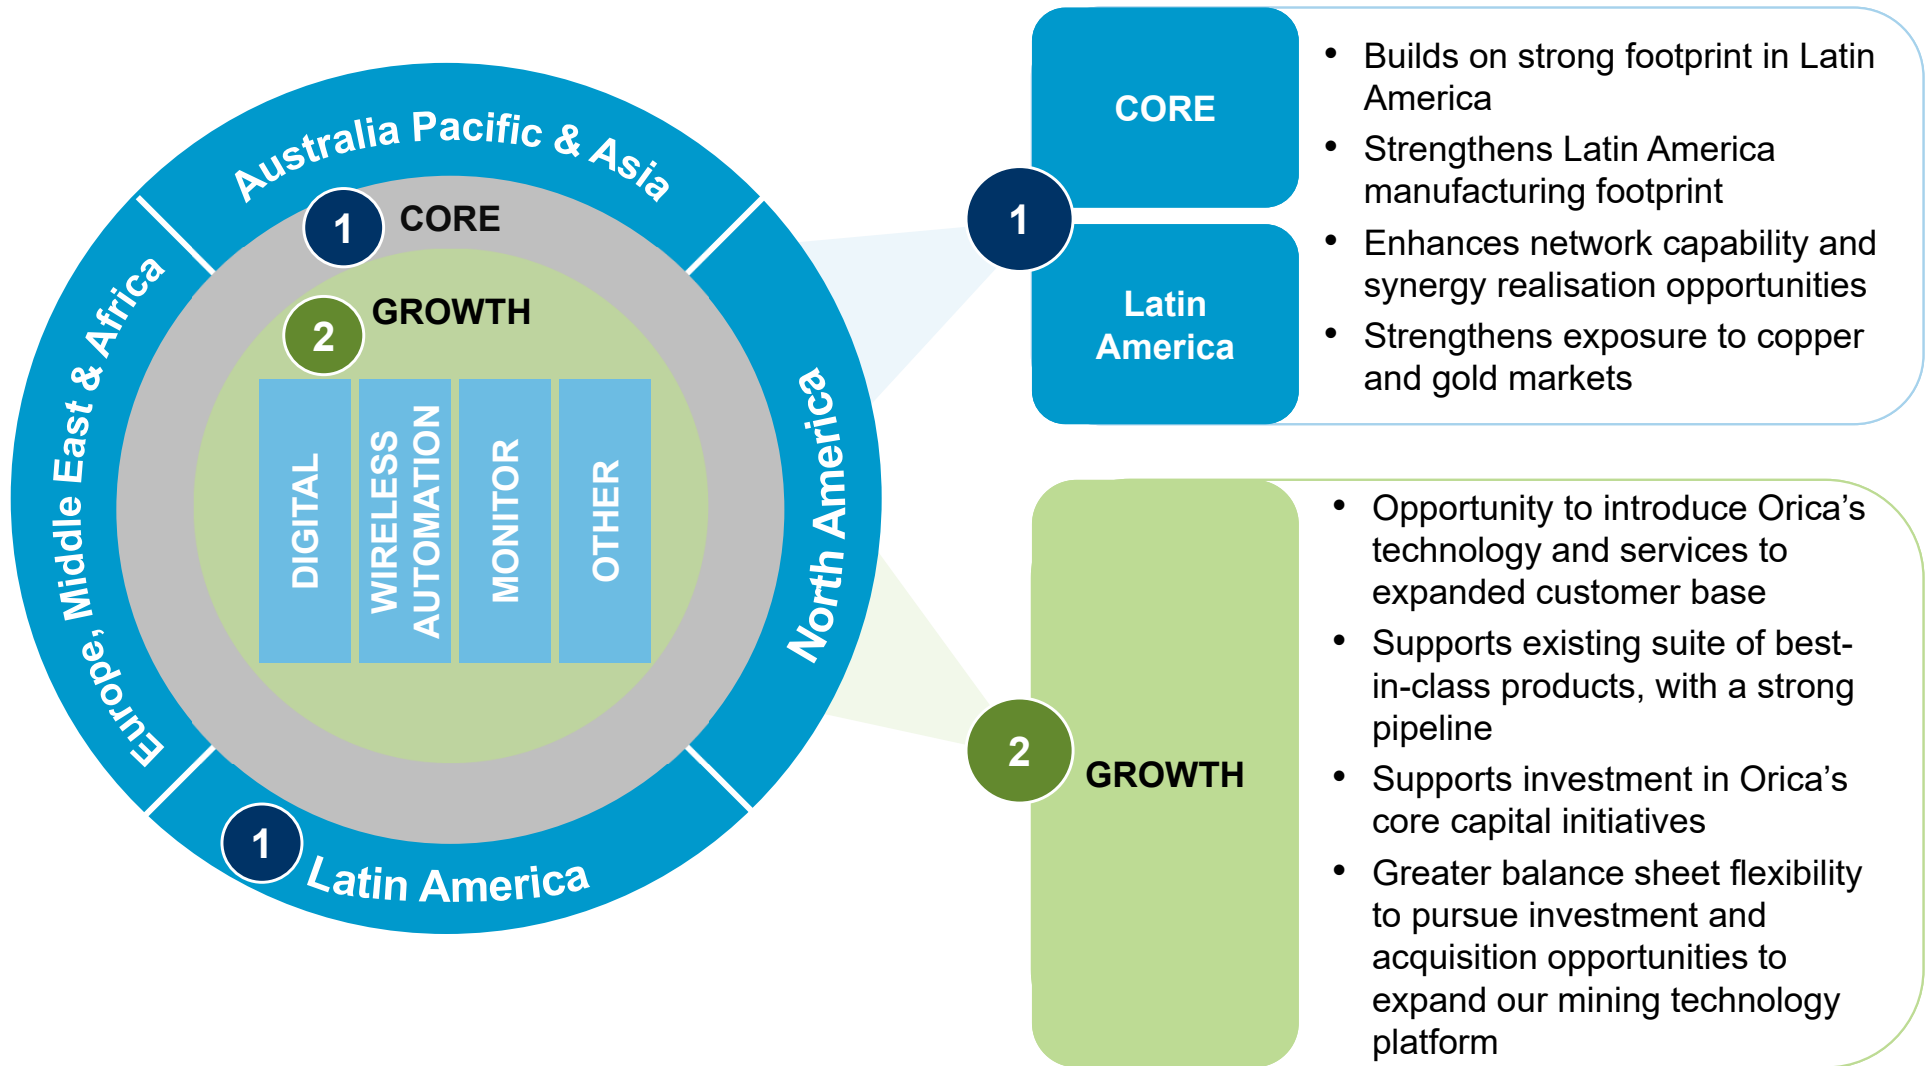 Australia Pacific & Asia
1
CORE
2
GROWTH
Europe, Middle East & Africa
DIGITAL
WIRELESS
AUTOMATION
MONITOR
OTHER
North America
1
Latin America
1
CORE
Latin
America
• Builds on strong footprint in Latin
America
• Strengthens Latin America
manufacturing footprint
• Enhances network capability and
synergy realisation opportunities
• Strengthens exposure to copper
and gold markets
2
GROWTH
• Opportunity to introduce Orica’s
technology and services to
expanded customer base
• Supports existing suite of best-
in-class products, with a strong
pipeline
• Supports investment in Orica’s
core capital initiatives
• Greater balance sheet flexibility
to pursue investment and
acquisition opportunities to
expand our mining technology
platform